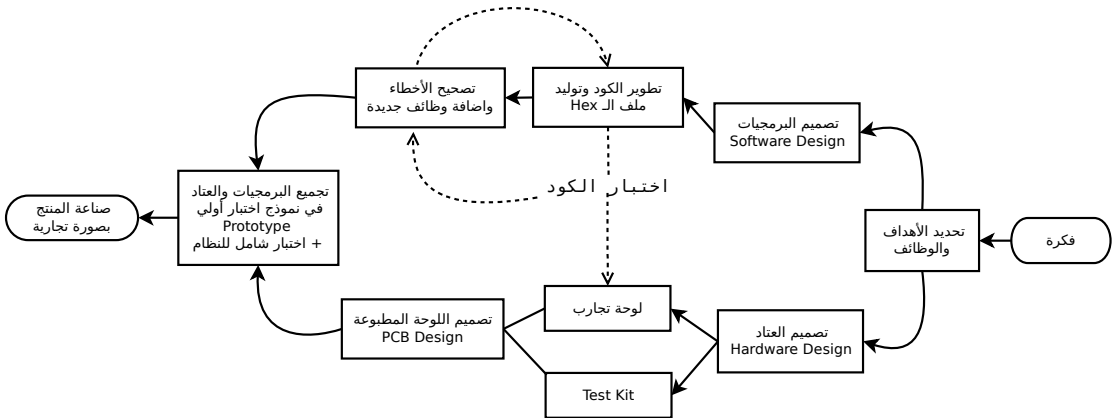 فكرة
تحديد الأهداف
والوظائف
تصميم البرمجيات
Software Design
تطوير الكود وتوليد
ملف الـ Hex
تصحيح الأخطاء
واضافة وظائف جديدة
اختبار الكود
تصميم العتاد
Hardware Design
لوحة تجارب
Test Kit
تصميم اللوحة المطبوعة
PCB Design
تجميع البرمجيات والعتاد
في نموذج اختبار أولي
Prototype
+ اختبار شامل للنظام
صناعة المنتج
بصورة تجارية